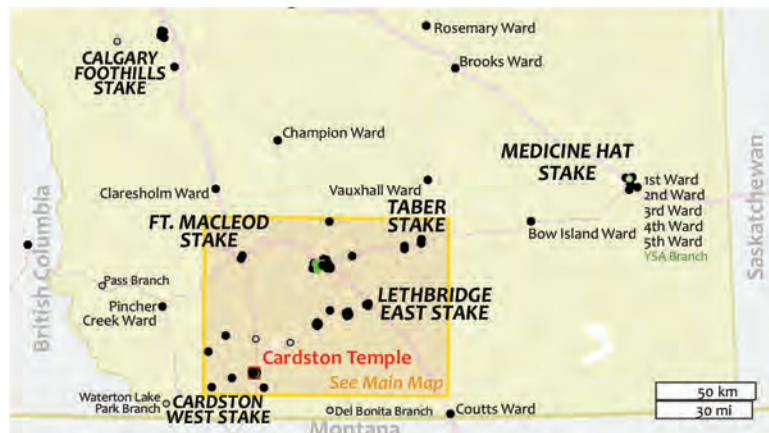 Rosemary Ward
CALGARY
FOOTHILLS
STAKE
Brooks Ward
Champion Ward
MEDICINE HAT
STAKE
1st Ward
2nd Ward
3rd Ward
4th Ward
5th Ward
YSA Branch
Saskatchewan
Claresholm Ward
Vauxhall Ward
FT. MACLEOD
STAKE
TABER
STAKE
Bow Island Ward
British Columbia
Pass Branch
Pincher
Creek Ward
LETHBRIDGE
EAST STAKE
Cardston Temple
See Main Map
Waterton Lake
Park Branch
CARDSTON
WEST STAKE
Del Bonita Branch
Coutts Ward
50 km
30 mi
Montana